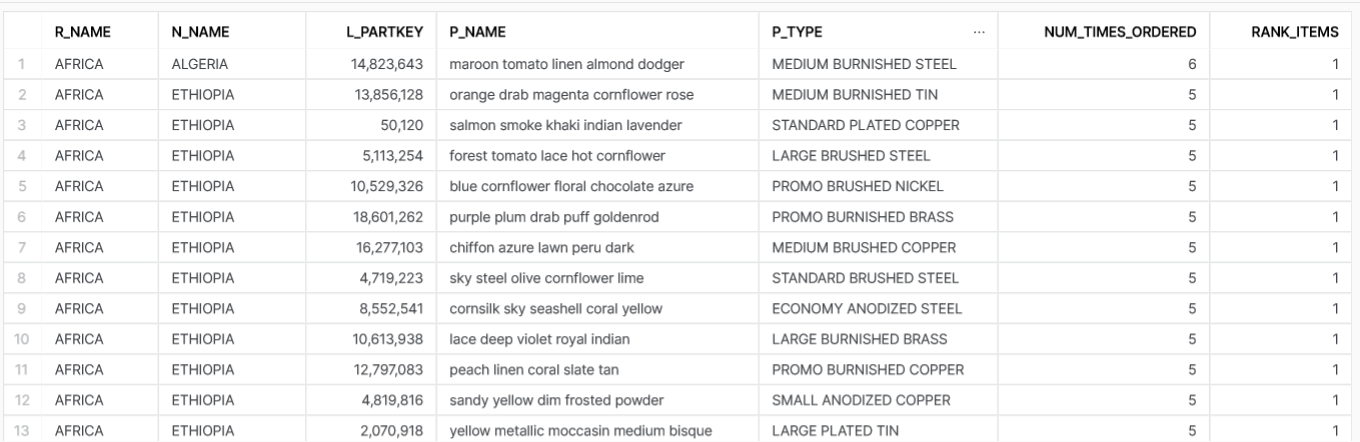 R_NAME N_NAME L_PARTKEY P_NAME P_TYPE ... NUM_TIMES_ORDERED RANK_ITEMS
1 AFRICA ALGERIA 14,823,643 maroon tomato linen almond dodger MEDIUM BURNISHED STEEL 6 1
2 AFRICA ETHIOPIA 13,856,128 orange drab magenta cornflower rose MEDIUM BURNISHED TIN 5 1
3 AFRICA ETHIOPIA 50,120 salmon smoke khaki indian lavender STANDARD PLATED COPPER 5 1
4 AFRICA ETHIOPIA 5,113,254 forest tomato lace hot cornflower LARGE BRUSHED STEEL 5 1
5 AFRICA ETHIOPIA 10,529,326 blue cornflower floral chocolate azure PROMO BRUSHED NICKEL 5 1
6 AFRICA ETHIOPIA 18,601,262 purple plum drab puff goldenrod PROMO BURNISHED BRASS 5 1
7 AFRICA ETHIOPIA 16,277,103 chiffon azure lawn peru dark MEDIUM BRUSHED COPPER 5 1
8 AFRICA ETHIOPIA 4,719,223 sky steel olive cornflower lime STANDARD BRUSHED STEEL 5 1
9 AFRICA ETHIOPIA 8,552,541 cornsilk sky seashell coral yellow ECONOMY ANODIZED STEEL 5 1
10 AFRICA ETHIOPIA 10,613,938 lace deep violet royal indian LARGE BURNISHED BRASS 5 1
11 AFRICA ETHIOPIA 12,797,083 peach linen coral slate tan PROMO BURNISHED COPPER 5 1
12 AFRICA ETHIOPIA 4,819,816 sandy yellow dim frosted powder SMALL ANODIZED COPPER 5 1
13 AFRICA ETHIOPIA 2,070,918 yellow metallic moccasin medium bisque LARGE PLATED TIN 5 1